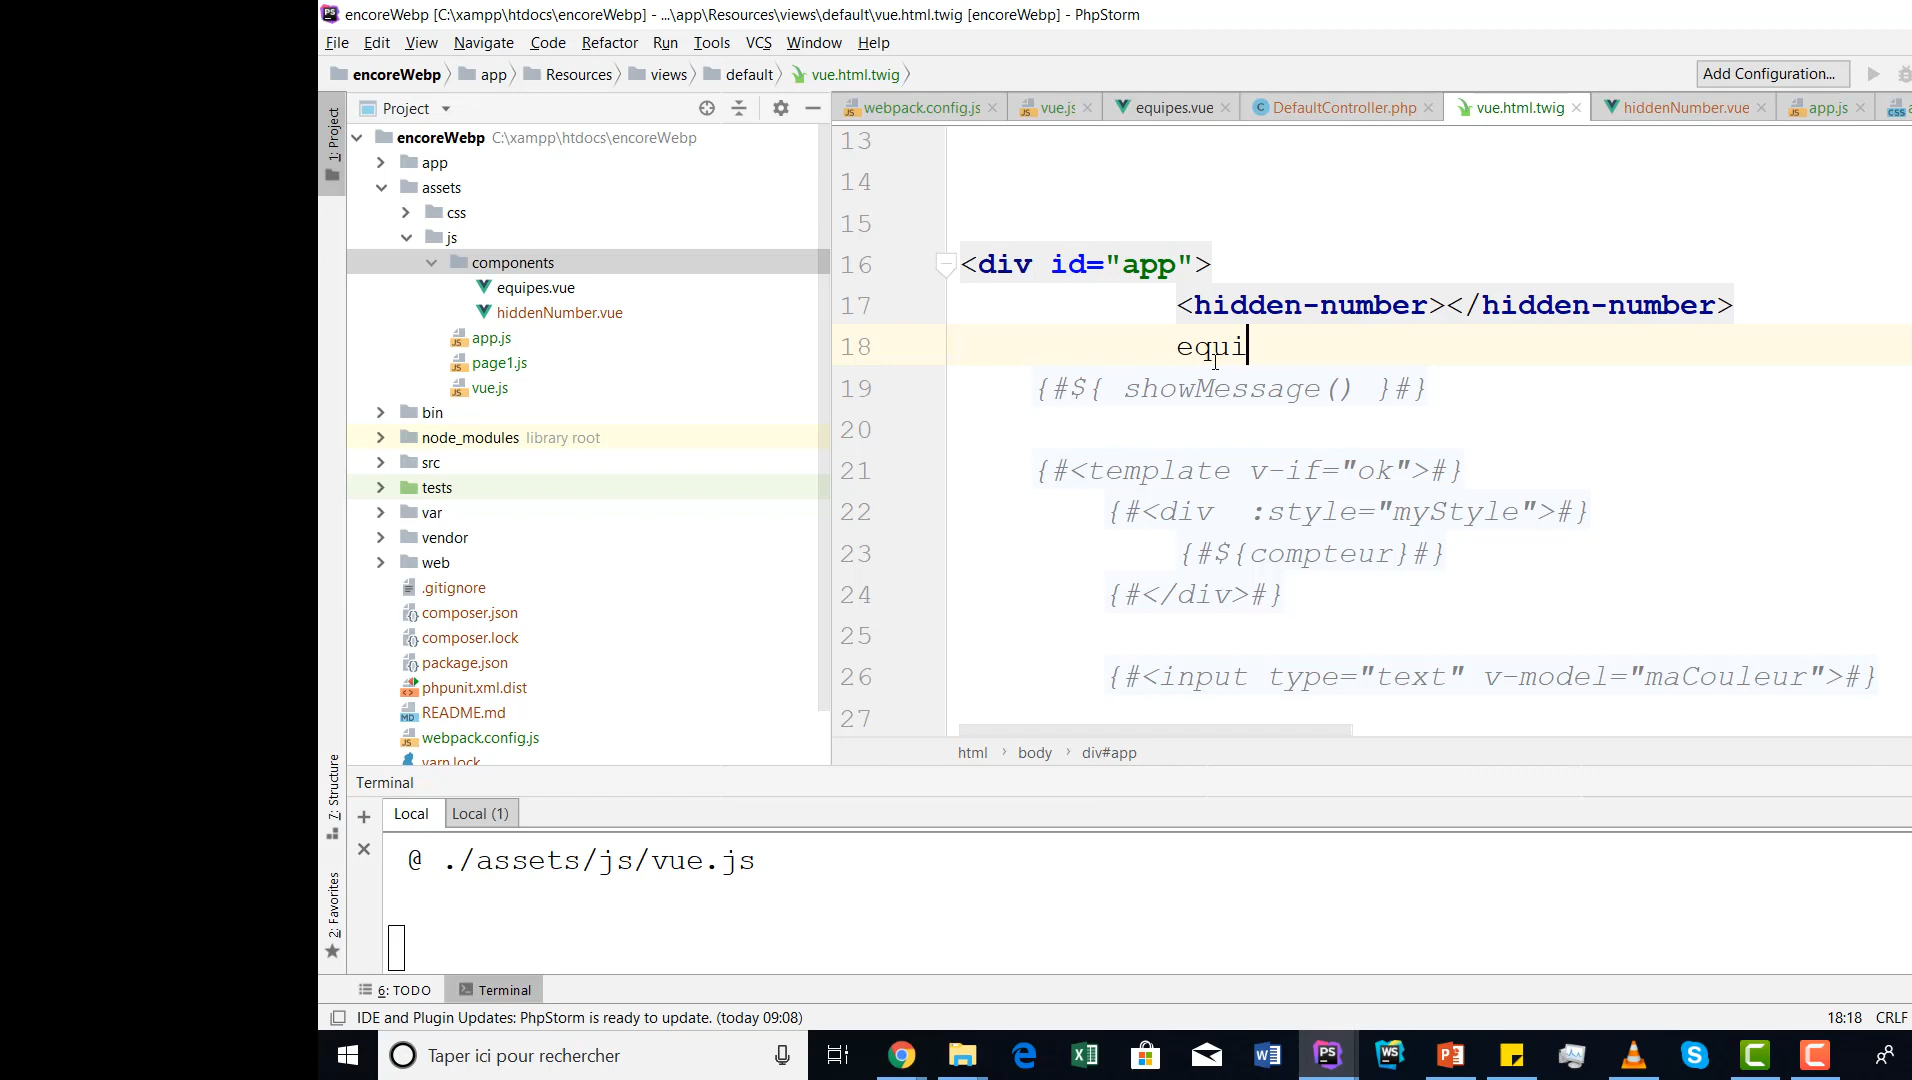 encoreWebp [C:\xampp\htdocs\encoreWebp] - ...\app\Resources\views\default\vue.html.twig [encoreWebp] - PhpStorm
File Edit View Navigate Code Refactor Run Tools VCS Window Help
encoreWebp app Resources views default vue.html.twig Add Configuration...
Project
webpack.config.js vue.js equipes.vue DefaultController.php vue.html.twig hiddenNumber.vue app.js
1: Project
encoreWebp C:\xampp\htdocs\encoreWebp
app
assets
css
js
components
equipes.vue
hiddenNumber.vue
app.js
page1.js
vue.js
bin
node_modules library root
src
tests
var
vendor
web
.gitignore
composer.json
composer.lock
package.json
phpunit.xml.dist
README.md
webpack.config.js
yarn.lock
13
14
15
16 <div id="app">
17 <hidden-number></hidden-number>
18 equi
19 {#${ showMessage() }#}
20
21 {#<template v-if="ok">#}
22 {#<div :style="myStyle">#}
23 {#${compteur}#}
24 {#</div>#}
25
26 {#<input type="text" v-model="maCouleur">#}
27
html body div#app
7: Structure
2: Favorites
Terminal
Local Local (1)
@ ./assets/js/vue.js
6: TODO Terminal
IDE and Plugin Updates: PhpStorm is ready to update. (today 09:08) 18:18 CRLF
Taper ici pour rechercher